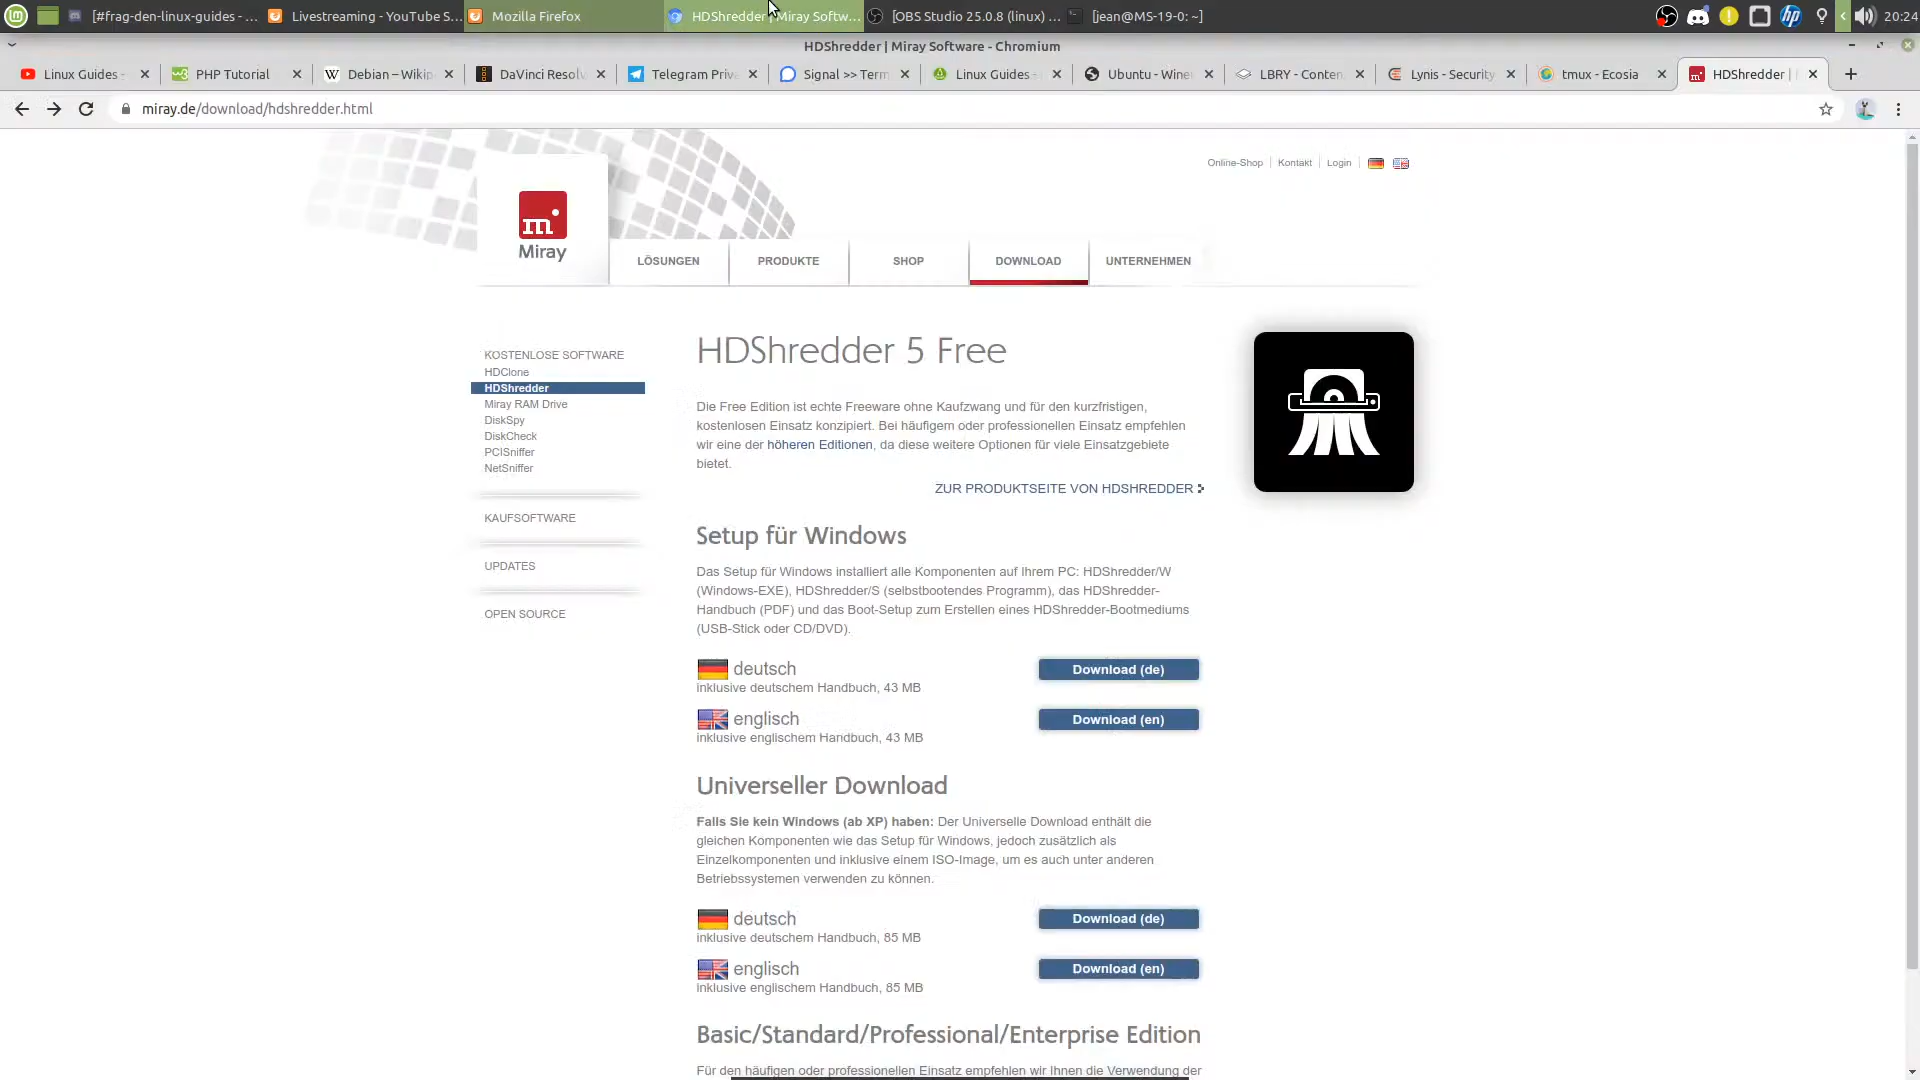 [#frag-den-linux-guides - ...
Livestreaming - YouTube S...
Mozilla Firefox
HDShredder | Miray Softw...
[OBS Studio 25.0.8 (linux) ...
[jean@MS-19-0: ~]
20:24
HDShredder | Miray Software - Chromium
Linux Guides -
PHP Tutorial
Debian – Wikip
DaVinci Resol
Telegram Priva
Signal >> Term
Linux Guides -
Ubuntu - Wine
LBRY - Conten
Lynis - Security
tmux - Ecosia
HDShredder |
miray.de/download/hdshredder.html
Online-Shop
Kontakt
Login
m
Miray
LÖSUNGEN
PRODUKTE
SHOP
DOWNLOAD
UNTERNEHMEN
KOSTENLOSE SOFTWARE
HDClone
HDShredder
Miray RAM Drive
DiskSpy
DiskCheck
PCISniffer
NetSniffer
KAUFSOFTWARE
UPDATES
OPEN SOURCE
HDShredder 5 Free
Die Free Edition ist echte Freeware ohne Kaufzwang und für den kurzfristigen,
kostenlosen Einsatz konzipiert. Bei häufigem oder professionellen Einsatz empfehlen
wir eine der höheren Editionen, da diese weitere Optionen für viele Einsatzgebiete
bietet.
ZUR PRODUKTSEITE VON HDSHREDDER
Setup für Windows
Das Setup für Windows installiert alle Komponenten auf Ihrem PC: HDShredder/W
(Windows-EXE), HDShredder/S (selbstbootendes Programm), das HDShredder-
Handbuch (PDF) und das Boot-Setup zum Erstellen eines HDShredder-Bootmediums
(USB-Stick oder CD/DVD).
deutsch
Download (de)
inklusive deutschem Handbuch, 43 MB
englisch
Download (en)
inklusive englischem Handbuch, 43 MB
Universeller Download
Falls Sie kein Windows (ab XP) haben: Der Universelle Download enthält die
gleichen Komponenten wie das Setup für Windows, jedoch zusätzlich als
Einzelkomponenten und inklusive einem ISO-Image, um es auch unter anderen
Betriebssystemen verwenden zu können.
deutsch
Download (de)
inklusive deutschem Handbuch, 85 MB
englisch
Download (en)
inklusive englischem Handbuch, 85 MB
Basic/Standard/Professional/Enterprise Edition
Für den häufigen oder professionellen Einsatz empfehlen wir Ihnen die Verwendung der